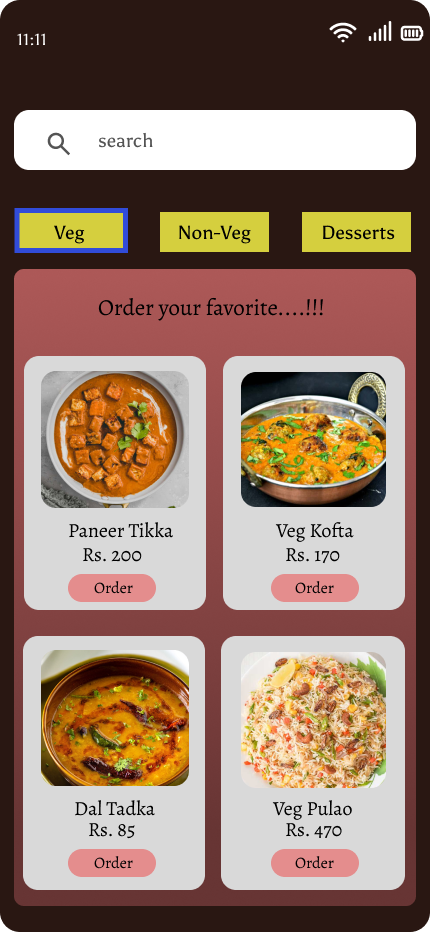 11:11
search
Veg
Non-Veg
Desserts
Order your favorite....!!!
Paneer Tikka
Rs. 200
Order
Veg Kofta
Rs. 170
Order
Dal Tadka
Rs. 85
Order
Veg Pulao
Rs. 470
Order